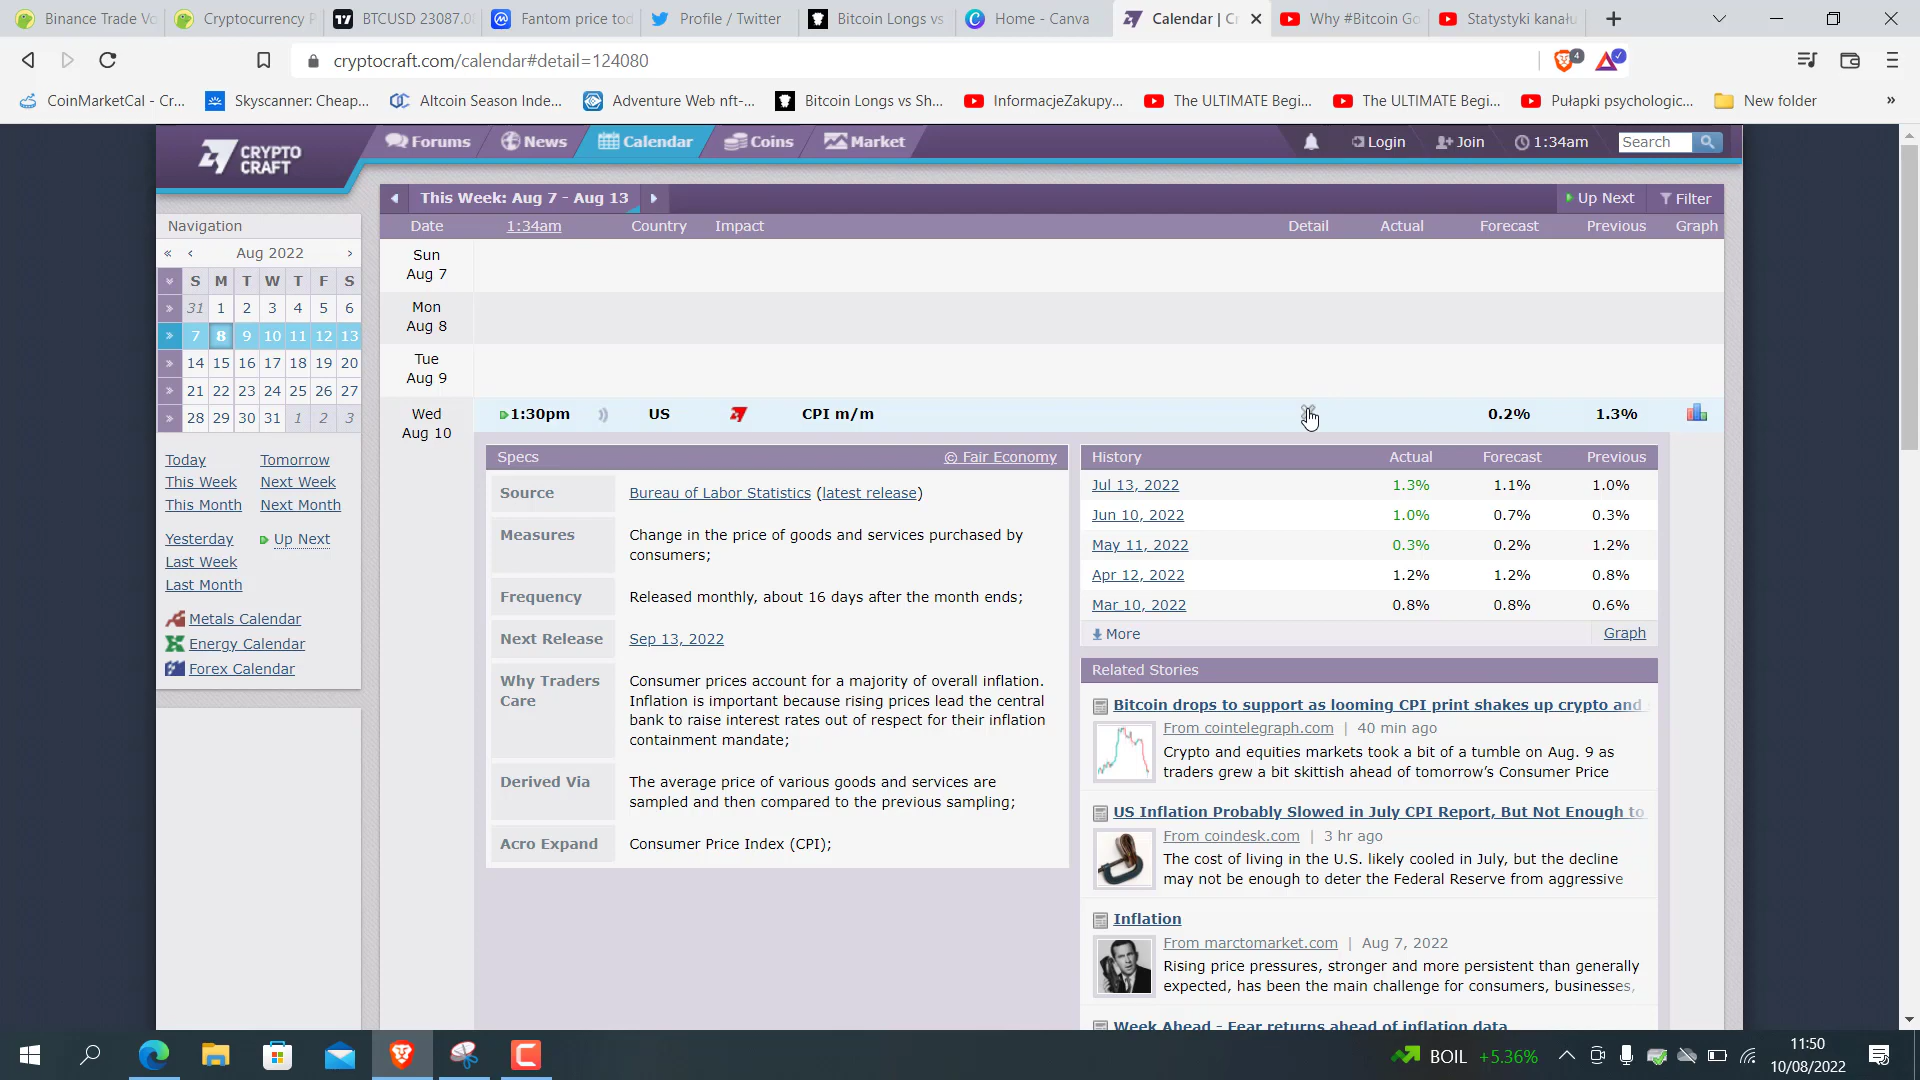 Binance Trade Vo
Cryptocurrency P
BTCUSD 23087.0
Fantom price tod
Profile / Twitter
Bitcoin Longs vs
Home - Canva
Calendar | Cr
Why #Bitcoin Go
Statystyki kanału
cryptocraft.com/calendar#detail=124080
4
CoinMarketCal - Cr...
Skyscanner: Cheap...
Altcoin Season Inde...
Adventure Web nft-...
Bitcoin Longs vs Sh...
InformacjeZakupy...
The ULTIMATE Begi...
The ULTIMATE Begi...
Pułapki psychologic...
New folder
»
CRYPTO
CRAFT
Forums
News
Calendar
Coins
Market
Login
Join
1:34am
Search
Navigation
« ‹ Aug 2022 ›
S M T W T F S
» 31 1 2 3 4 5 6
» 7 8 9 10 11 12 13
» 14 15 16 17 18 19 20
» 21 22 23 24 25 26 27
» 28 29 30 31 1 2 3
Today Tomorrow
This Week Next Week
This Month Next Month
Yesterday Up Next
Last Week
Last Month
Metals Calendar
Energy Calendar
Forex Calendar
This Week: Aug 7 - Aug 13
Up Next
Filter
Date 1:34am Country Impact Detail Actual Forecast Previous Graph
Sun
Aug 7
Mon
Aug 8
Tue
Aug 9
Wed
Aug 10
1:30pm US CPI m/m 0.2% 1.3%
Specs © Fair Economy
Source Bureau of Labor Statistics (latest release)
Measures Change in the price of goods and services purchased by
consumers;
Frequency Released monthly, about 16 days after the month ends;
Next Release Sep 13, 2022
Why Traders
Care
Consumer prices account for a majority of overall inflation.
Inflation is important because rising prices lead the central
bank to raise interest rates out of respect for their inflation
containment mandate;
Derived Via The average price of various goods and services are
sampled and then compared to the previous sampling;
Acro Expand Consumer Price Index (CPI);
History Actual Forecast Previous
Jul 13, 2022 1.3% 1.1% 1.0%
Jun 10, 2022 1.0% 0.7% 0.3%
May 11, 2022 0.3% 0.2% 1.2%
Apr 12, 2022 1.2% 1.2% 0.8%
Mar 10, 2022 0.8% 0.8% 0.6%
More Graph
Related Stories
Bitcoin drops to support as looming CPI print shakes up crypto and
From cointelegraph.com | 40 min ago
Crypto and equities markets took a bit of a tumble on Aug. 9 as
traders grew a bit skittish ahead of tomorrow's Consumer Price
US Inflation Probably Slowed in July CPI Report, But Not Enough to
From coindesk.com | 3 hr ago
The cost of living in the U.S. likely cooled in July, but the decline
may not be enough to deter the Federal Reserve from aggressive
Inflation
From marctomarket.com | Aug 7, 2022
Rising price pressures, stronger and more persistent than generally
expected, has been the main challenge for consumers, businesses,
Week Ahead - Fear returns ahead of inflation data
BOIL +5.36%
11:50
10/08/2022